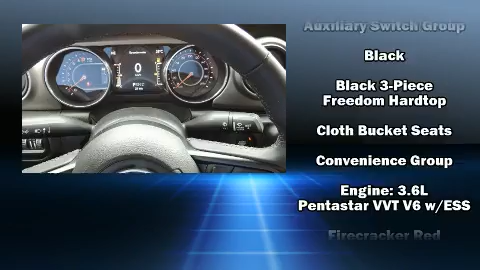 Auxiliary Switch Group
Black
Black 3-Piece
Freedom Hardtop
Cloth Bucket Seats
Convenience Group
Engine: 3.6L
Pentastar VVT V6 w/ESS
Firecracker Red
0